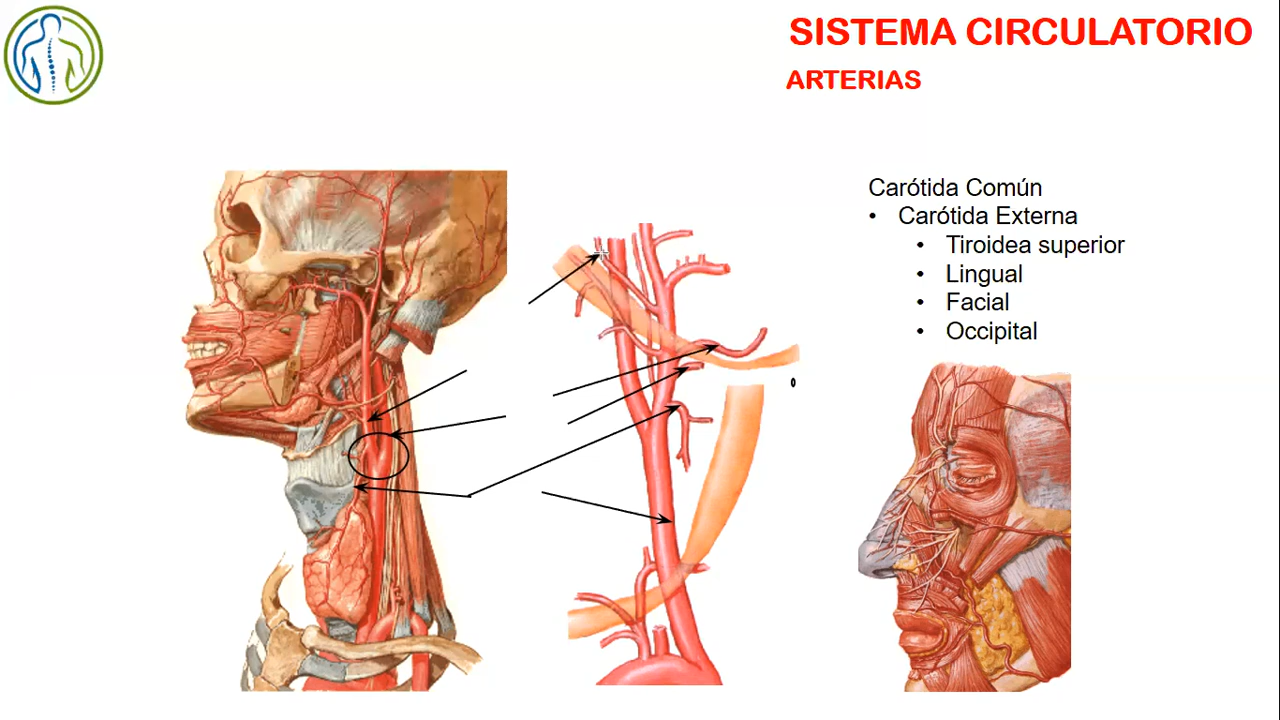 SISTEMA CIRCULATORIO
ARTERIAS
Carótida Común
• Carótida Externa
• Tiroidea superior
• Lingual
• Facial
• Occipital